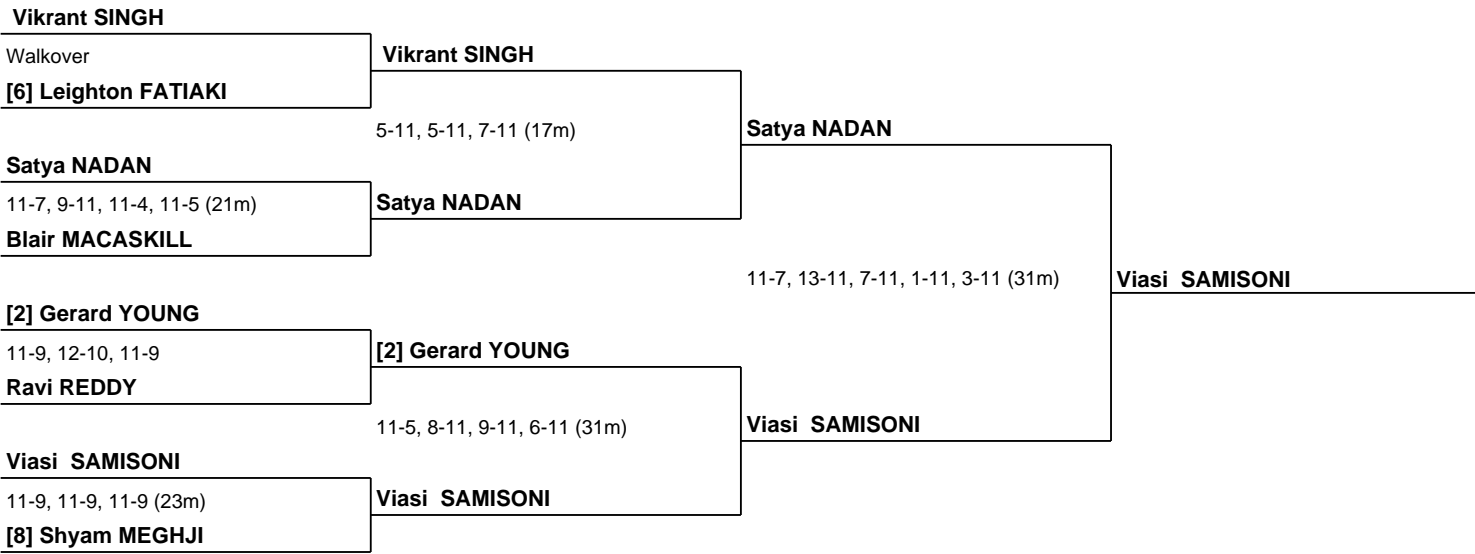 Vikrant SINGH
Walkover
[6] Leighton FATIAKI
Satya NADAN
11-7, 9-11, 11-4, 11-5 (21m)
Blair MACASKILL
[2] Gerard YOUNG
11-9, 12-10, 11-9
Ravi REDDY
Viasi SAMISONI
11-9, 11-9, 11-9 (23m)
[8] Shyam MEGHJI
Vikrant SINGH
5-11, 5-11, 7-11 (17m)
Satya NADAN
[2] Gerard YOUNG
11-5, 8-11, 9-11, 6-11 (31m)
Viasi SAMISONI
Satya NADAN
11-7, 13-11, 7-11, 1-11, 3-11 (31m)
Viasi SAMISONI
Viasi SAMISONI